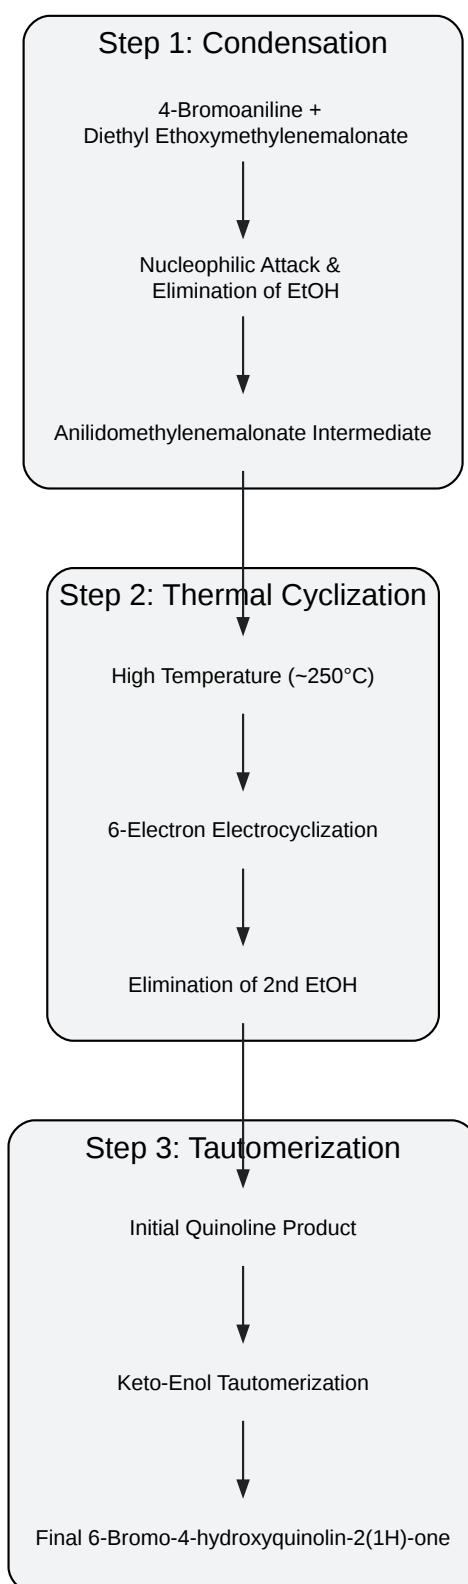 Step 1: Condensation
4-Bromoaniline +
Diethyl Ethoxymethylenemalonate
Nucleophilic Attack &
Elimination of EtOH
Anilidomethylenemalonate Intermediate
Step 2: Thermal Cyclization
High Temperature (~250°C)
6-Electron Electrocyclization
Elimination of 2nd EtOH
Step 3: Tautomerization
Initial Quinoline Product
Keto-Enol Tautomerization
Final 6-Bromo-4-hydroxyquinolin-2(1H)-one